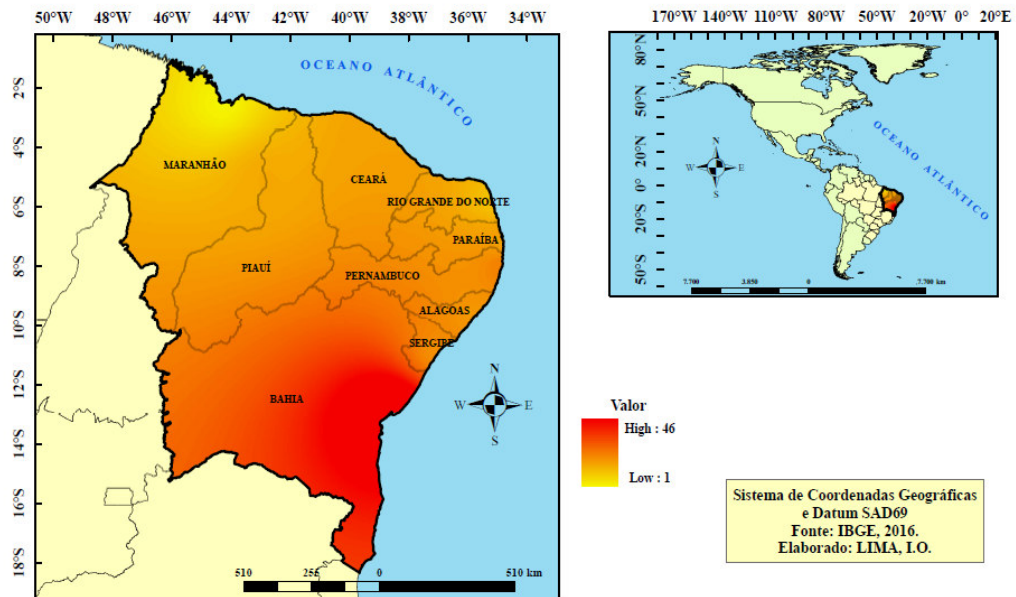 50°W 48°W 46°W 44°W 42°W 40°W 38°W 36°W 34°W
2°S
4°S
6°S
8°S
10°S
12°S
14°S
16°S
18°S
OCEANO ATLÂNTICO
MARANHÃO
CEARÁ
RIO GRANDE DO NORTE
PARAÍBA
PIAUÍ
PERNAMBUCO
ALAGOAS
SERGIBE
BAHIA
N
W E
S
510 255 0 510 km
170°W 140°W 110°W 80°W 50°W 0° 20°E
80°N
50°N
20°N
0°
20°S
50°S
OCEANO ATLÂNTICO
N
W E
S
7.700 3.850 0 7.700 km
Valor
High : 46
Low : 1
Sistema de Coordenadas Geográficas
e Datum SAD69
Fonte: IBGE, 2016.
Elaborado: LIMA, I.O.